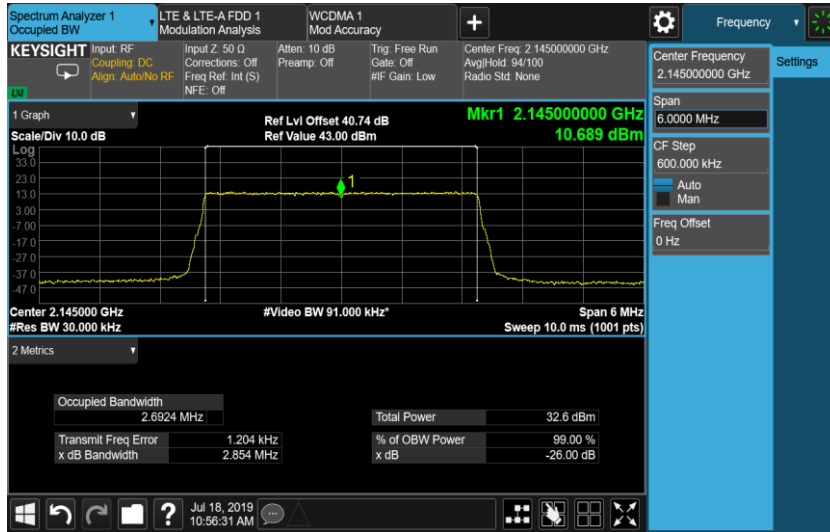 Spectrum Analyzer 1
Occupied BW
LTE & LTE-A FDD 1
Modulation Analysis
WCDMA 1
Mod Accuracy
+
Frequency
KEYSIGHT
Input: RF
Coupling: DC
Align: Auto/No RF
Input Z: 50 Ω
Corrections: Off
Freq Ref: Int (S)
NFE: Off
Atten: 10 dB
Preamp: Off
Trig: Free Run
Gate: Off
#IF Gain: Low
Center Freq: 2.145000000 GHz
Avg|Hold: 94/100
Radio Std: None
LXI
1 Graph
Scale/Div 10.0 dB
Ref Lvl Offset 40.74 dB
Ref Value 43.00 dBm
Mkr1 2.145000000 GHz
10.689 dBm
Log
33.0
23.0
13.0
3.00
-7.00
-17.0
-27.0
-37.0
-47.0
1
Center 2.145000 GHz
#Res BW 30.000 kHz
#Video BW 91.000 kHz*
Span 6 MHz
Sweep 10.0 ms (1001 pts)
2 Metrics
Occupied Bandwidth
2.6924 MHz
Transmit Freq Error 1.204 kHz
x dB Bandwidth 2.854 MHz
Total Power 32.6 dBm
% of OBW Power 99.00 %
x dB -26.00 dB
Center Frequency
2.145000000 GHz
Settings
Span
6.0000 MHz
CF Step
600.000 kHz
Auto
Man
Freq Offset
0 Hz
?
Jul 18, 2019
10:56:31 AM